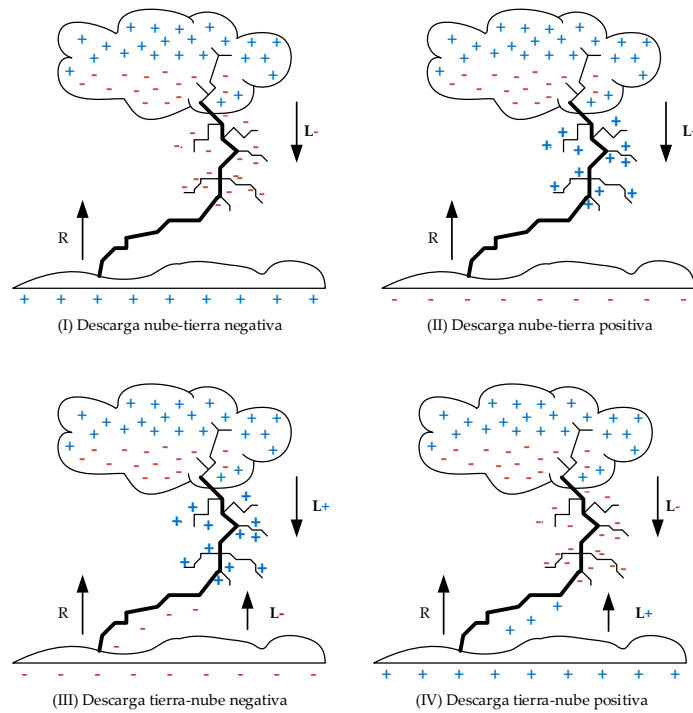 L-
R
(I) Descarga nube-tierra negativa
L
R
(II) Descarga nube-tierra positiva
L+
R
L-
(III) Descarga tierra-nube negativa
L-
R
L+
(IV) Descarga tierra-nube positiva